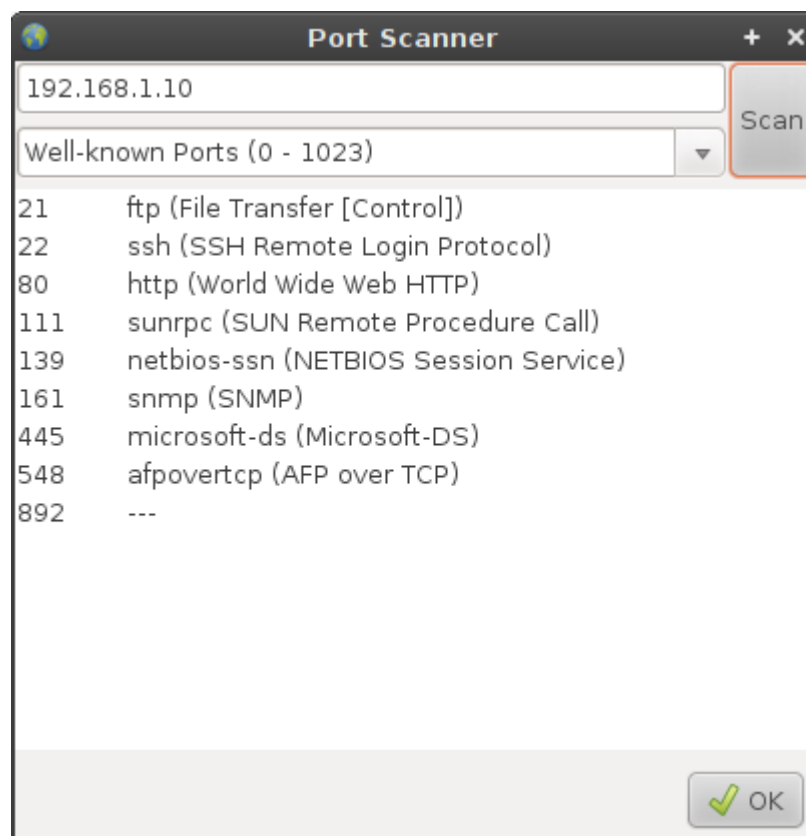 Port Scanner
192.168.1.10
Scan
Well-known Ports (0 - 1023)
21 ftp (File Transfer [Control])
22 ssh (SSH Remote Login Protocol)
80 http (World Wide Web HTTP)
111 sunrpc (SUN Remote Procedure Call)
139 netbios-ssn (NETBIOS Session Service)
161 snmp (SNMP)
445 microsoft-ds (Microsoft-DS)
548 afpovertcp (AFP over TCP)
892 ---
OK